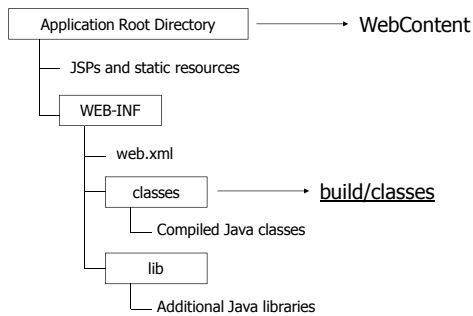 Application Root Directory
WebContent
JSPs and static resources
WEB-INF
web.xml
classes
build/classes
Compiled Java classes
lib
Additional Java libraries